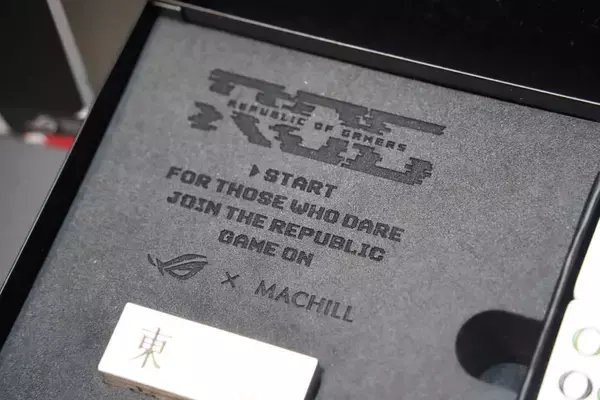 ROG
REPUBLIC OF GAMERS
START
FOR THOSE WHO DARE
JOIN THE REPUBLIC
GAME ON
× MACHILL
東